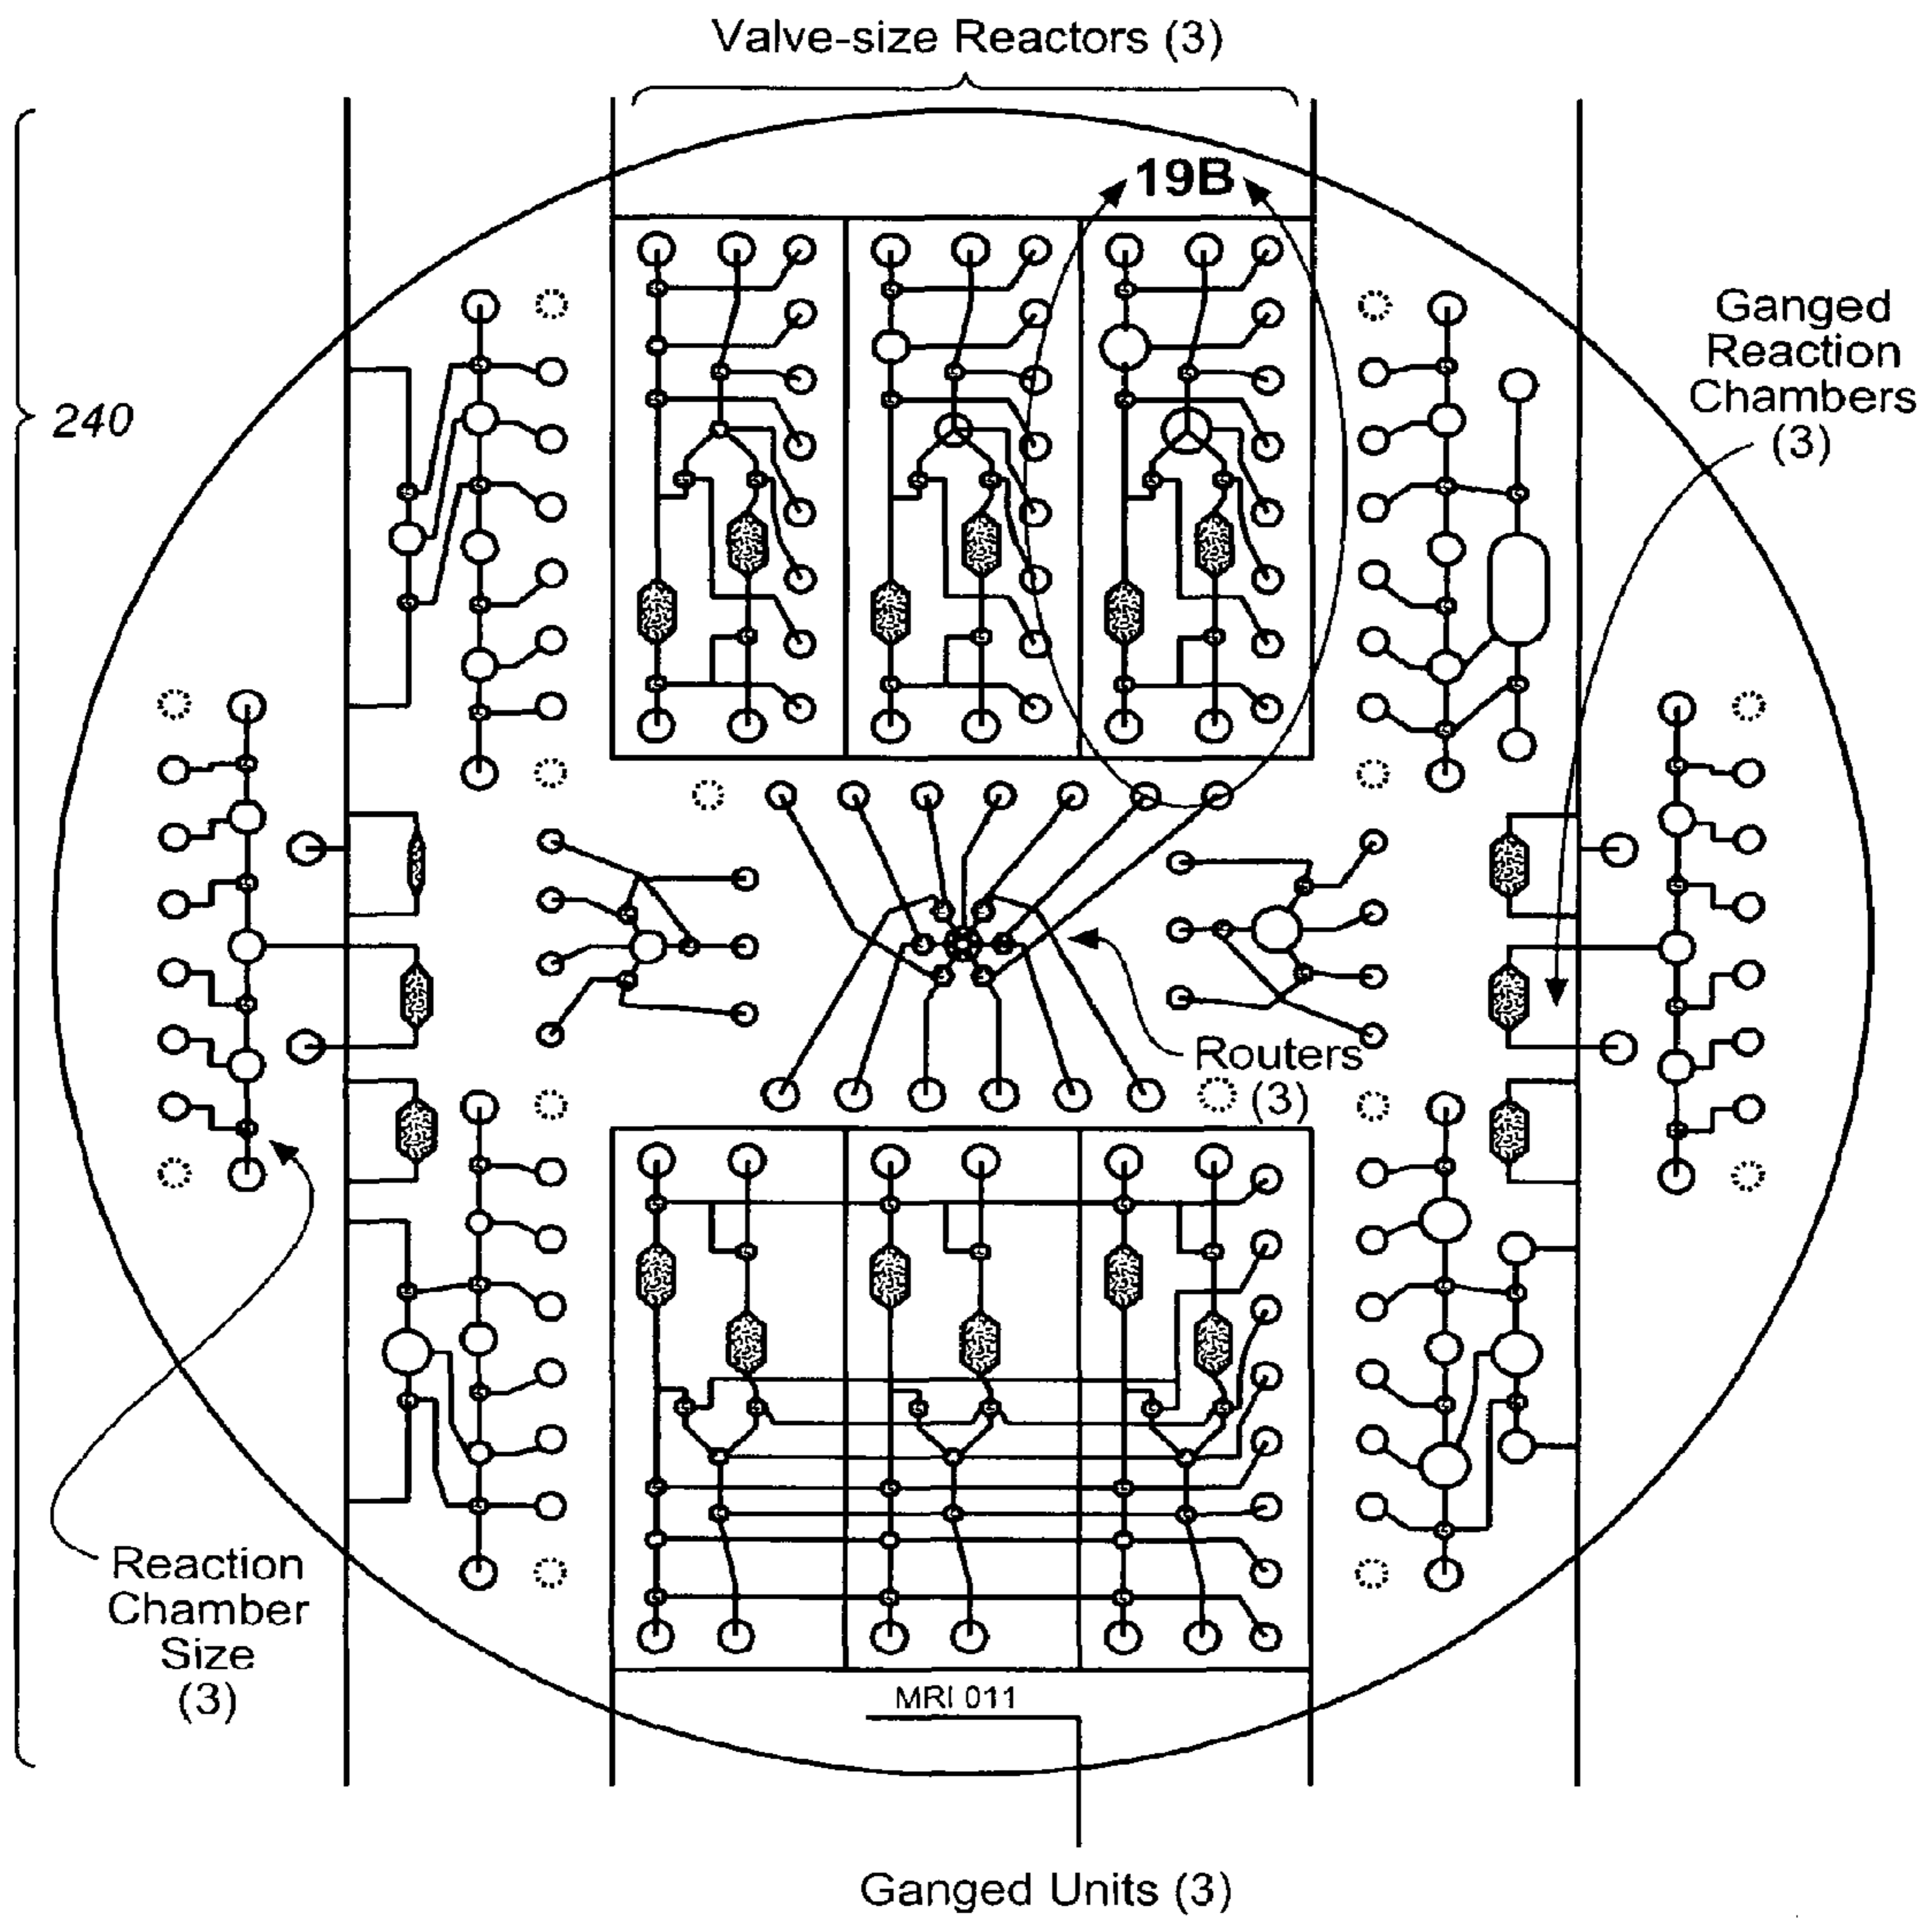 Valve-size Reactors (3)
19B
240
Ganged
Reaction
Chambers
(3)
Routers
(3)
Reaction
Chamber
Size
(3)
MRI 011
Ganged Units (3)